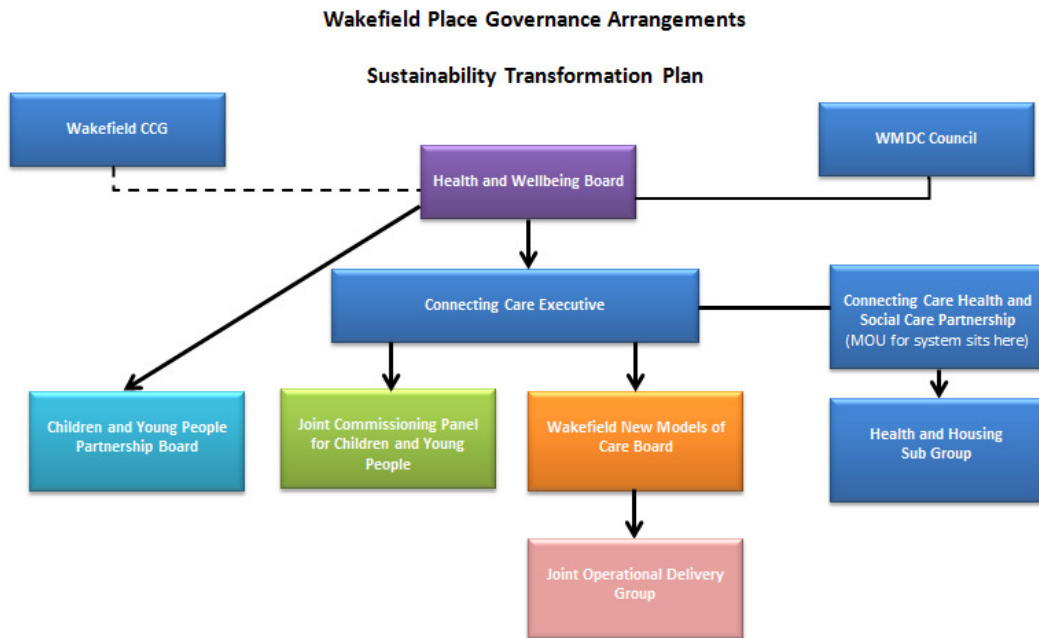 Wakefield Place Governance Arrangements
Sustainability Transformation Plan
Wakefield CCG
WMDC Council
Health and Wellbeing Board
Connecting Care Executive
Connecting Care Health and
Social Care Partnership
(MOU for system sits here)
Children and Young People
Partnership Board
Joint Commissioning Panel
for Children and Young
People
Wakefield New Models of
Care Board
Health and Housing
Sub Group
Joint Operational Delivery
Group